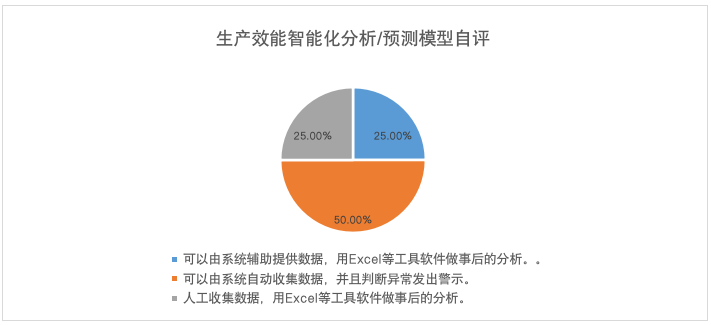 生产效能智能化分析/预测模型自评
25.00%
25.00%
50.00%
可以由系统辅助提供数据，用Excel等工具软件做事后的分析。。
可以由系统自动收集数据，并且判断异常发出警示。
人工收集数据，用Excel等工具软件做事后的分析。